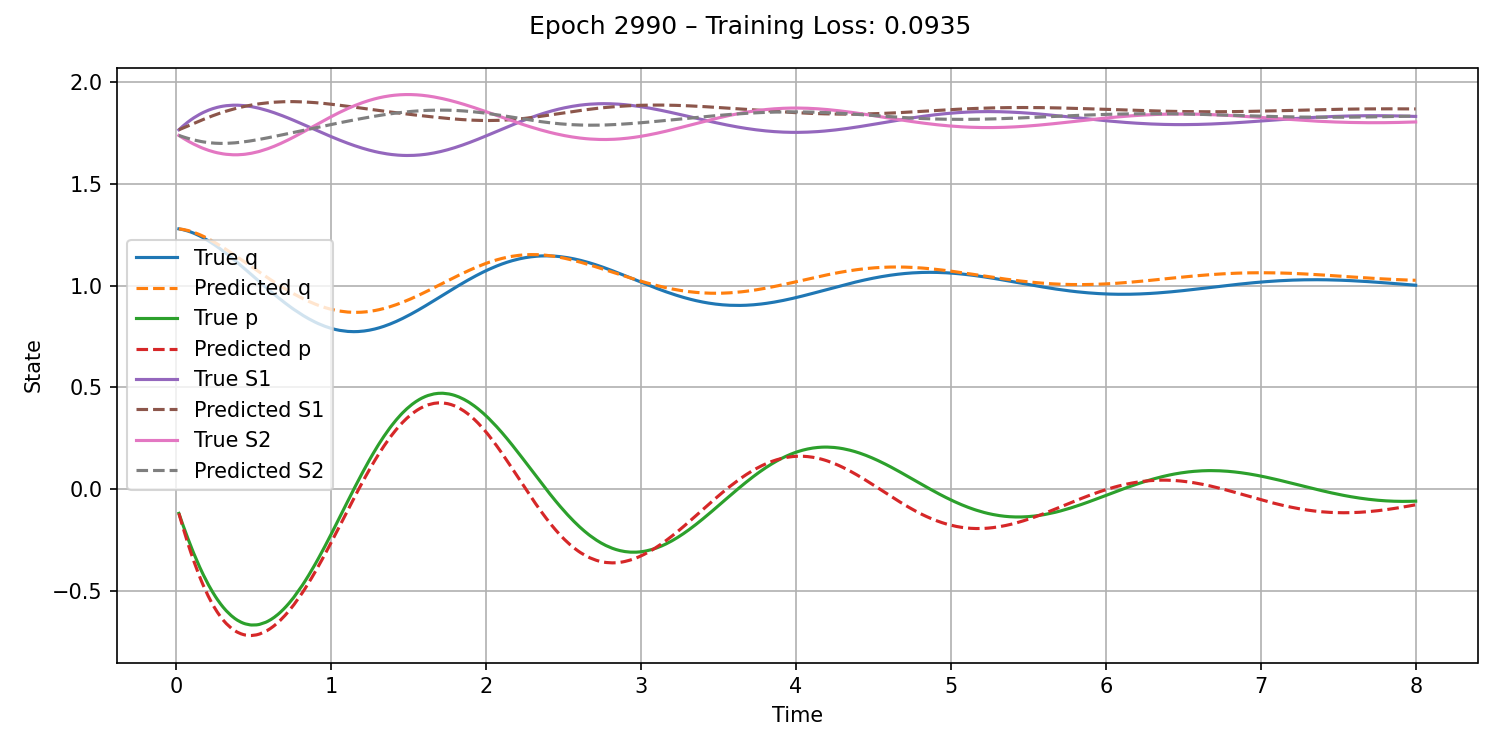 Epoch 2990 – Training Loss: 0.0935
2.0
1.5
1.0
0.5
0.0
−0.5
State
True q
Predicted q
True p
Predicted p
True S1
Predicted S1
True S2
Predicted S2
0 1 2 3 4 5 6 7 8
Time